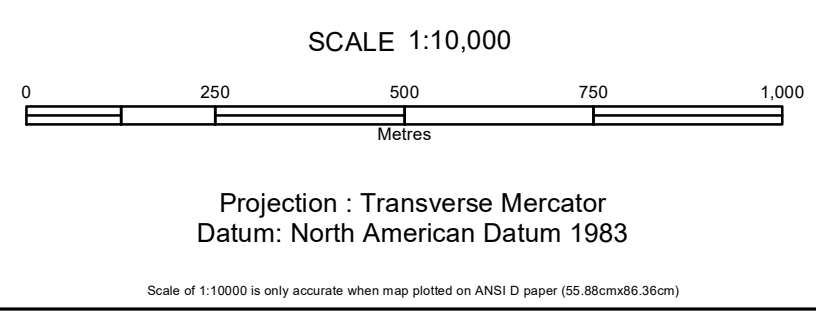 SCALE 1:10,000
0 250 500 750 1,000
Metres
Projection : Transverse Mercator
Datum: North American Datum 1983
Scale of 1:10000 is only accurate when map plotted on ANSI D paper (55.88cmx86.36cm)